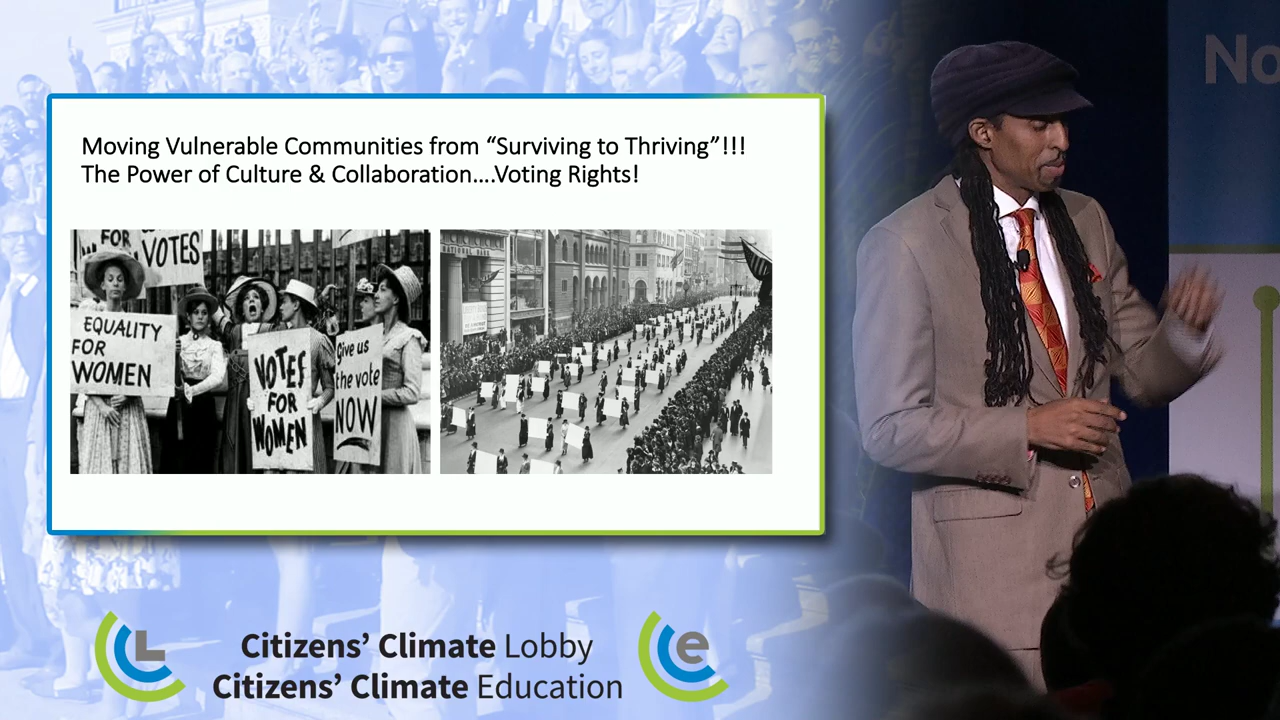 Moving Vulnerable Communities from “Surviving to Thriving”!!!
The Power of Culture & Collaboration....Voting Rights!
FOR
VOTES
EQUALITY
FOR
WOMEN
VOTES
FOR
WOMEN
Give us
the vote
NOW
L
Citizens’ Climate Lobby
Citizens’ Climate Education
e
No